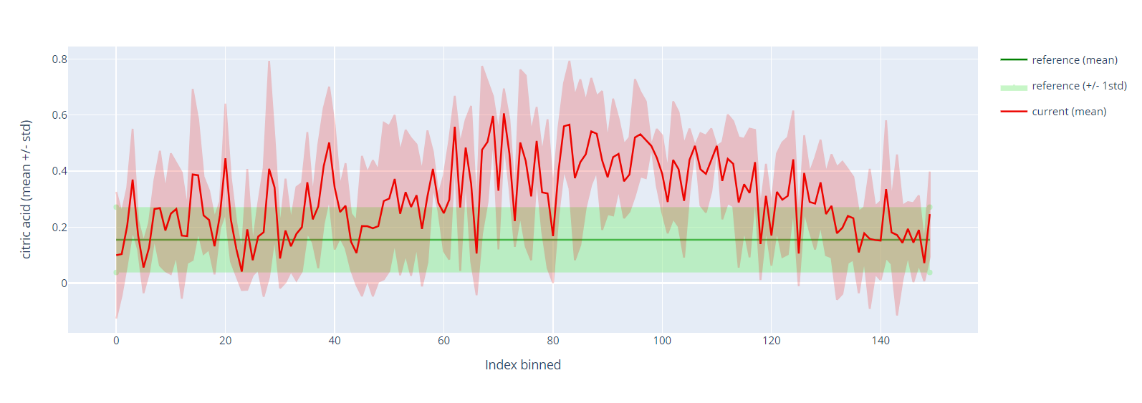 0.8
0.6
0.4
0.2
0
citric acid (mean +/- std)
0 20 40 60 80 100 120 140
Index binned
reference (mean)
reference (+/- 1std)
current (mean)